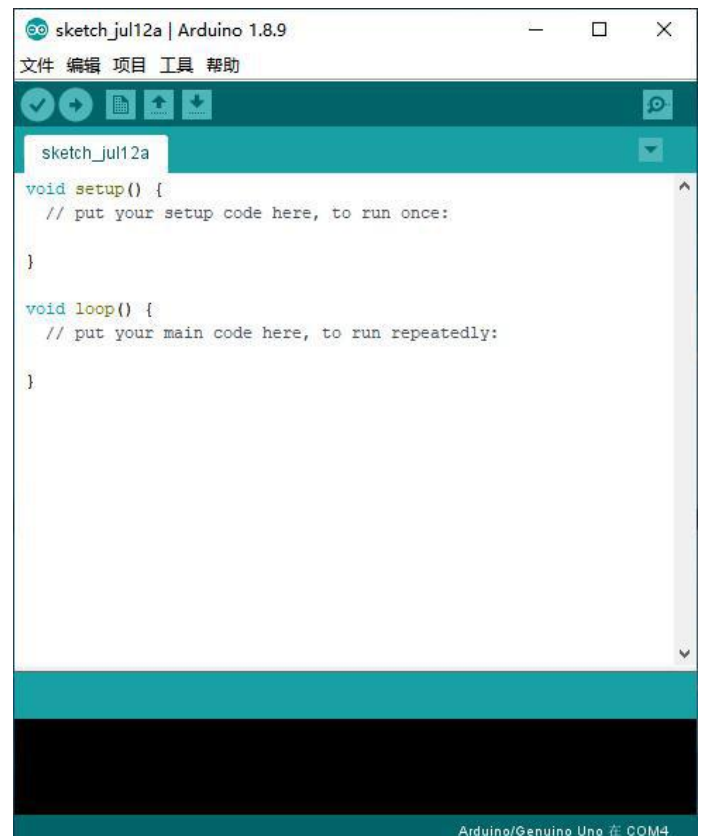 sketch_jul12a | Arduino 1.8.9
文件 编辑 项目 工具 帮助
sketch_jul12a
void setup() {
  // put your setup code here, to run once:
}
void loop() {
  // put your main code here, to run repeatedly:
}
Arduino/Genuino Uno 在 COM4